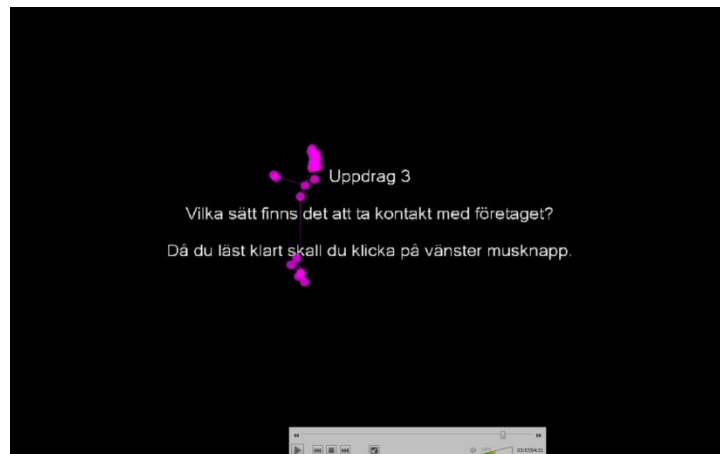 Uppdrag 3
Vilka sätt finns det att ta kontakt med företaget?
Då du läst klart skall du klicka på vänster musknapp.